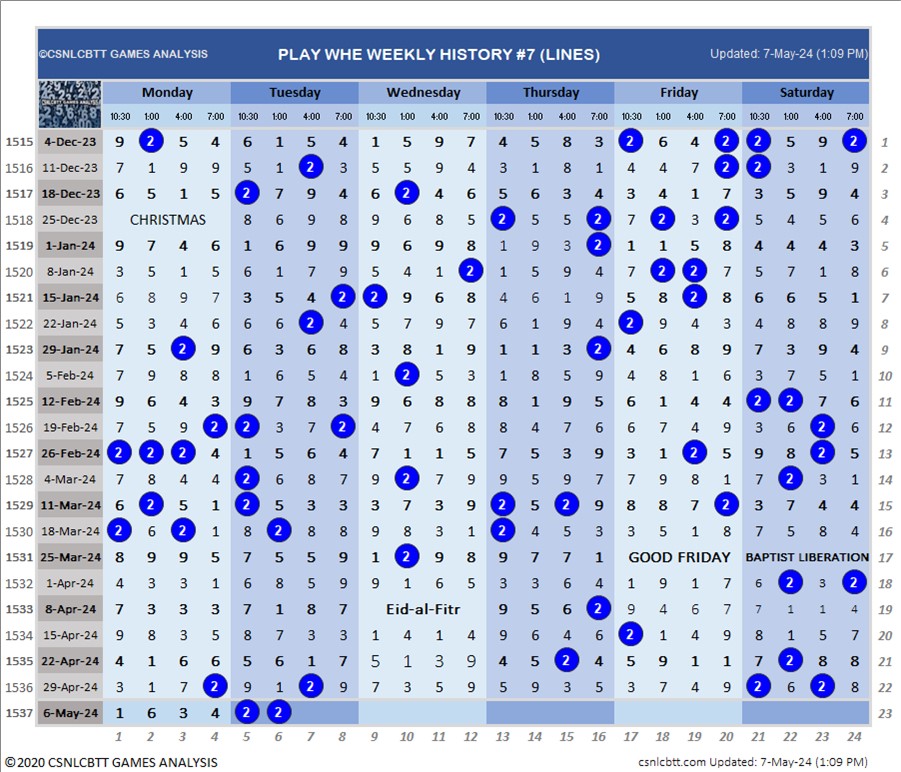 ©CSNLCBTT GAMES ANALYSIS PLAY WHE WEEKLY HISTORY #7 (LINES) Updated: 7-May-24 (1:09 PM)
Monday Tuesday Wednesday Thursday Friday Saturday
10:30 1:00 4:00 7:00 10:30 1:00 4:00 7:00 10:30 1:00 4:00 7:00 10:30 1:00 4:00 7:00 10:30 1:00 4:00 7:00 10:30 1:00 4:00 7:00
1515 4-Dec-23 9 2 5 4 6 1 5 4 1 5 9 7 4 5 8 3 2 6 4 2 2 5 9 2 1
1516 11-Dec-23 7 1 9 9 5 1 2 3 5 5 7 9 3 1 8 1 4 4 7 2 2 3 1 9 2
1517 18-Dec-23 6 5 1 5 2 7 9 4 6 2 4 6 5 6 3 4 3 4 1 7 3 5 9 4 3
1518 25-Dec-23 CHRISTMAS 8 6 9 8 9 6 8 5 2 5 5 2 7 2 3 2 5 4 5 6 4
1519 1-Jan-24 9 7 4 6 1 6 9 9 9 6 9 8 1 9 3 2 1 1 5 8 4 4 4 3 5
1520 8-Jan-24 3 5 1 5 6 1 7 9 5 4 1 2 1 5 9 4 7 2 2 7 5 7 1 8 6
1521 15-Jan-24 6 8 9 7 3 5 4 2 2 9 6 8 4 6 1 9 5 8 2 8 6 6 5 1 7
1522 22-Jan-24 5 3 4 6 6 6 2 4 5 7 9 7 6 1 9 4 2 9 4 3 4 8 8 9 8
1523 29-Jan-24 7 5 2 9 6 3 6 8 3 8 1 9 1 1 3 2 4 6 8 9 7 3 9 4 9
1524 5-Feb-24 7 9 8 8 1 6 5 4 1 2 5 3 1 8 5 9 4 8 1 6 3 7 5 1 10
1525 12-Feb-24 9 6 4 3 9 7 8 3 9 6 8 8 8 1 9 5 6 1 4 4 2 2 7 6 11
1526 19-Feb-24 7 5 9 2 2 3 7 2 4 7 6 8 8 4 7 6 6 7 4 9 3 6 2 6 12
1527 26-Feb-24 2 2 2 4 1 5 6 4 7 1 1 5 7 5 3 9 1 3 2 5 9 8 2 5 13
1528 4-Mar-24 7 8 4 4 2 6 8 7 9 2 7 9 9 5 9 7 7 9 8 1 7 2 3 1 14
1529 11-Mar-24 6 2 5 1 2 5 3 3 3 7 3 9 2 5 2 9 8 8 7 2 3 7 4 4 15
1530 18-Mar-24 2 6 2 1 8 2 8 8 9 8 3 1 2 4 5 3 3 5 1 8 7 5 8 4 16
1531 25-Mar-24 8 9 9 5 7 5 5 9 1 2 9 8 9 7 7 1 GOOD FRIDAY BAPTIST LIBERATION 17
1532 1-Apr-24 4 3 3 1 6 8 5 9 9 1 6 5 3 3 6 4 1 9 1 7 6 2 3 2 18
1533 8-Apr-24 7 3 3 3 7 1 8 7 Eid-al-Fitr 9 5 6 2 9 4 6 7 7 1 1 4 19
1534 15-Apr-24 9 8 3 5 8 7 3 3 1 4 1 4 9 6 4 6 2 1 4 9 8 1 5 7 20
1535 22-Apr-24 4 1 6 6 5 6 1 7 5 1 3 9 4 5 2 4 5 9 1 1 7 2 8 8 21
1536 29-Apr-24 3 1 7 2 9 1 2 9 7 3 5 9 5 9 3 5 3 7 4 9 2 6 2 8 22
1537 6-May-24 1 6 3 4 2 2 23
1 2 3 4 5 6 7 8 9 10 11 12 13 14 15 16 17 18 19 20 21 22 23 24
©2020 CSNLCBTT GAMES ANALYSIS csnlcbtt.com Updated: 7-May-24 (1:09 PM)